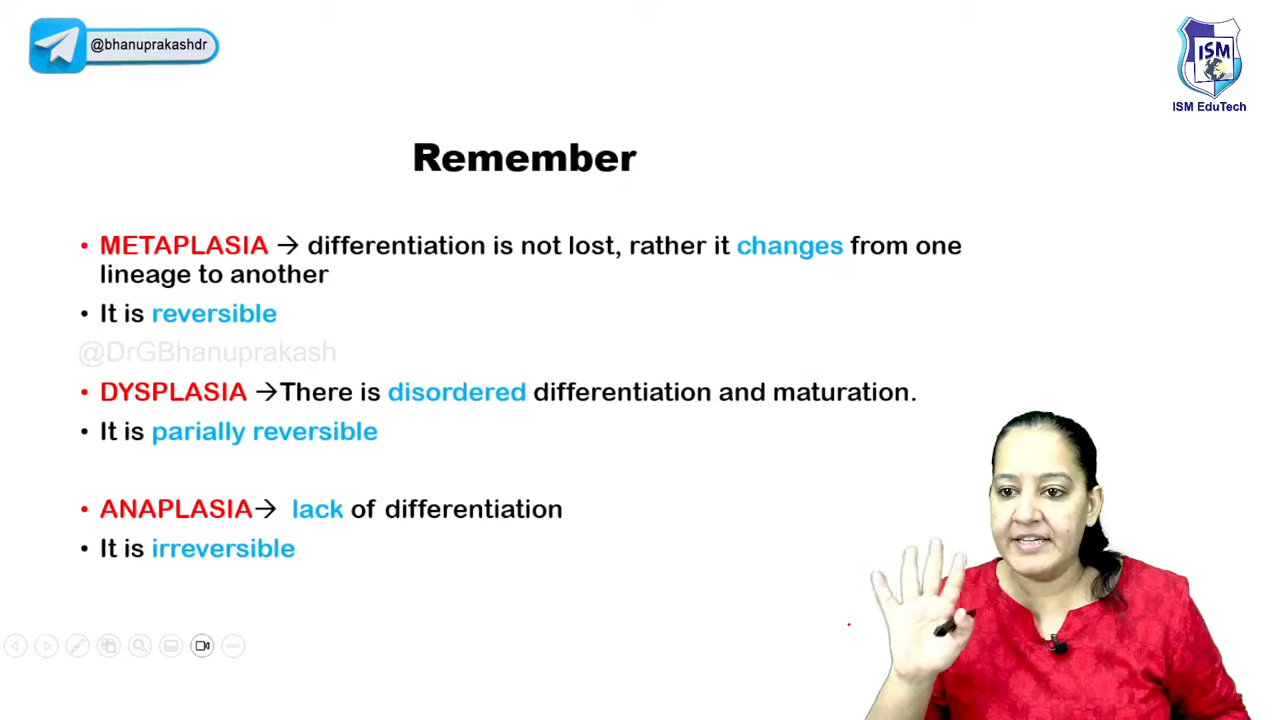 @bhanuprakashdr
ISM
ISM EduTech
Remember
• METAPLASIA → differentiation is not lost, rather it changes from one
lineage to another
• It is reversible
@DrGBhanuprakash
• DYSPLASIA →There is disordered differentiation and maturation.
• It is parially reversible
• ANAPLASIA→ lack of differentiation
• It is irreversible